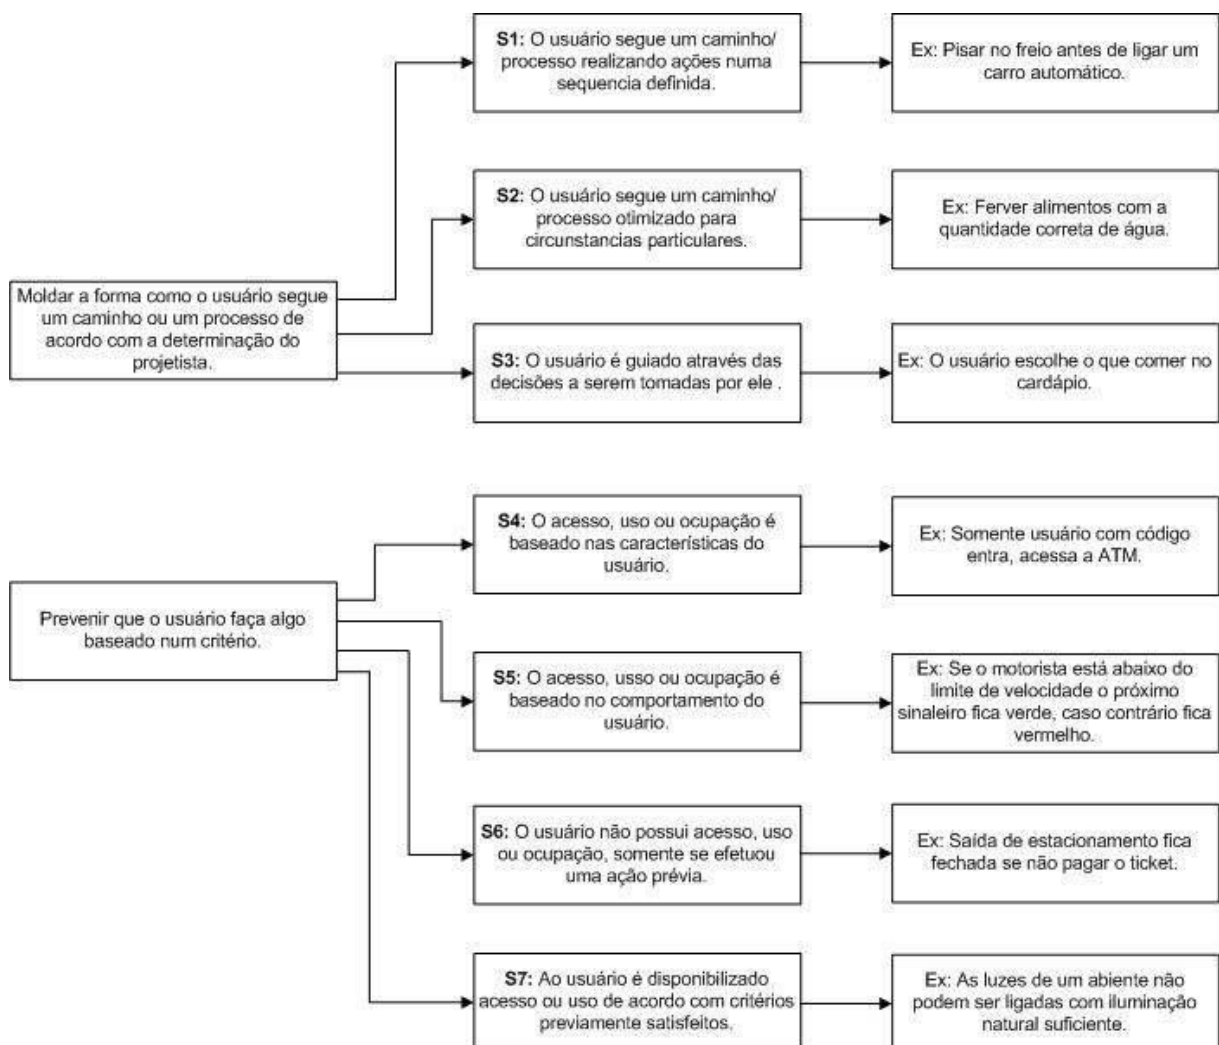 S1: O usuário segue um caminho/
processo realizando ações numa
sequencia definida.
Ex: Pisar no freio antes de ligar um
carro automático.
S2: O usuário segue um caminho/
processo otimizado para
circunstancias particulares.
Ex: Ferver alimentos com a
quantidade correta de água.
Moldar a forma como o usuário segue
um caminho ou um processo de
acordo com a determinação do
projetista.
S3: O usuário é guiado através das
decisões a serem tomadas por ele .
Ex: O usuário escolhe o que comer no
cardápio.
S4: O acesso, uso ou ocupação é
baseado nas características do
usuário.
Ex: Somente usuário com código
entra, acessa a ATM.
Prevenir que o usuário faça algo
baseado num critério.
S5: O acesso, usso ou ocupação é
baseado no comportamento do
usuário.
Ex: Se o motorista está abaixo do
limite de velocidade o próximo
sinaleiro fica verde, caso contrário fica
vermelho.
S6: O usuário não possui acesso, uso
ou ocupação, somente se efetuou
uma ação prévia.
Ex: Saída de estacionamento fica
fechada se não pagar o ticket.
S7: Ao usuário é disponibilizado
acesso ou uso de acordo com critérios
previamente satisfeitos.
Ex: As luzes de um abiente não
podem ser ligadas com iluminação
natural suficiente.